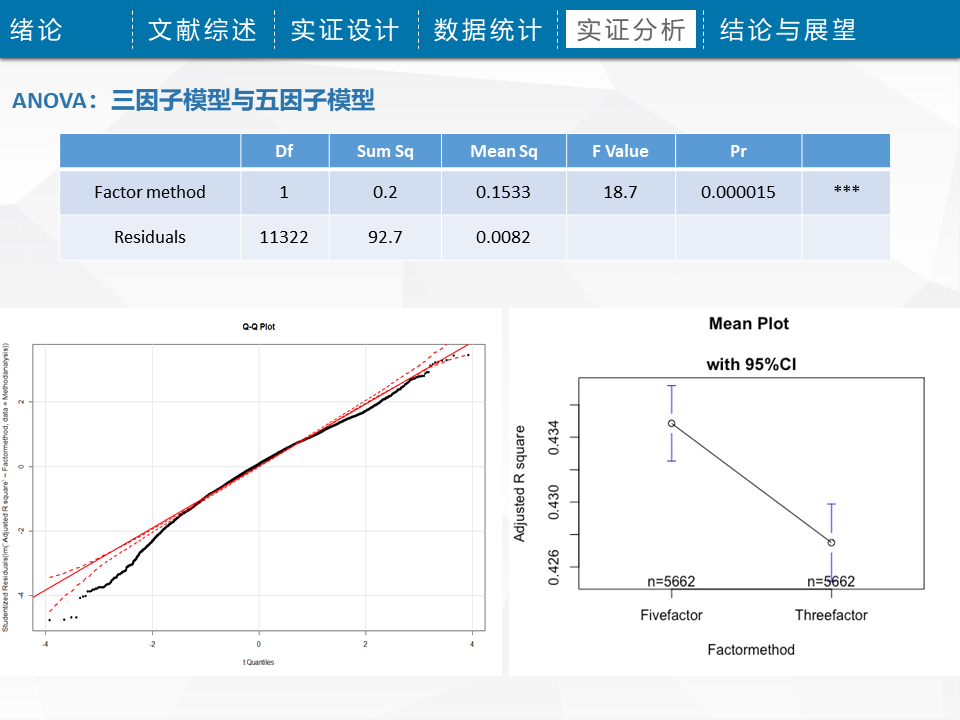 绪论 文献综述 实证设计 数据统计 实证分析 结论与展望
ANOVA：三因子模型与五因子模型
Df Sum Sq Mean Sq F Value Pr
Factor method 1 0.2 0.1533 18.7 0.000015 ***
Residuals 11322 92.7 0.0082
Q-Q Plot
Studentized Residuals(lm(`Adjusted R square` ~ Factormethod, data = Methodanalysis))
2
0
-2
-4
-4 -2 0 2 4
t Quantiles
Mean Plot
with 95%CI
Adjusted R square
0.434
0.430
0.426
n=5662 n=5662
Fivefactor Threefactor
Factormethod